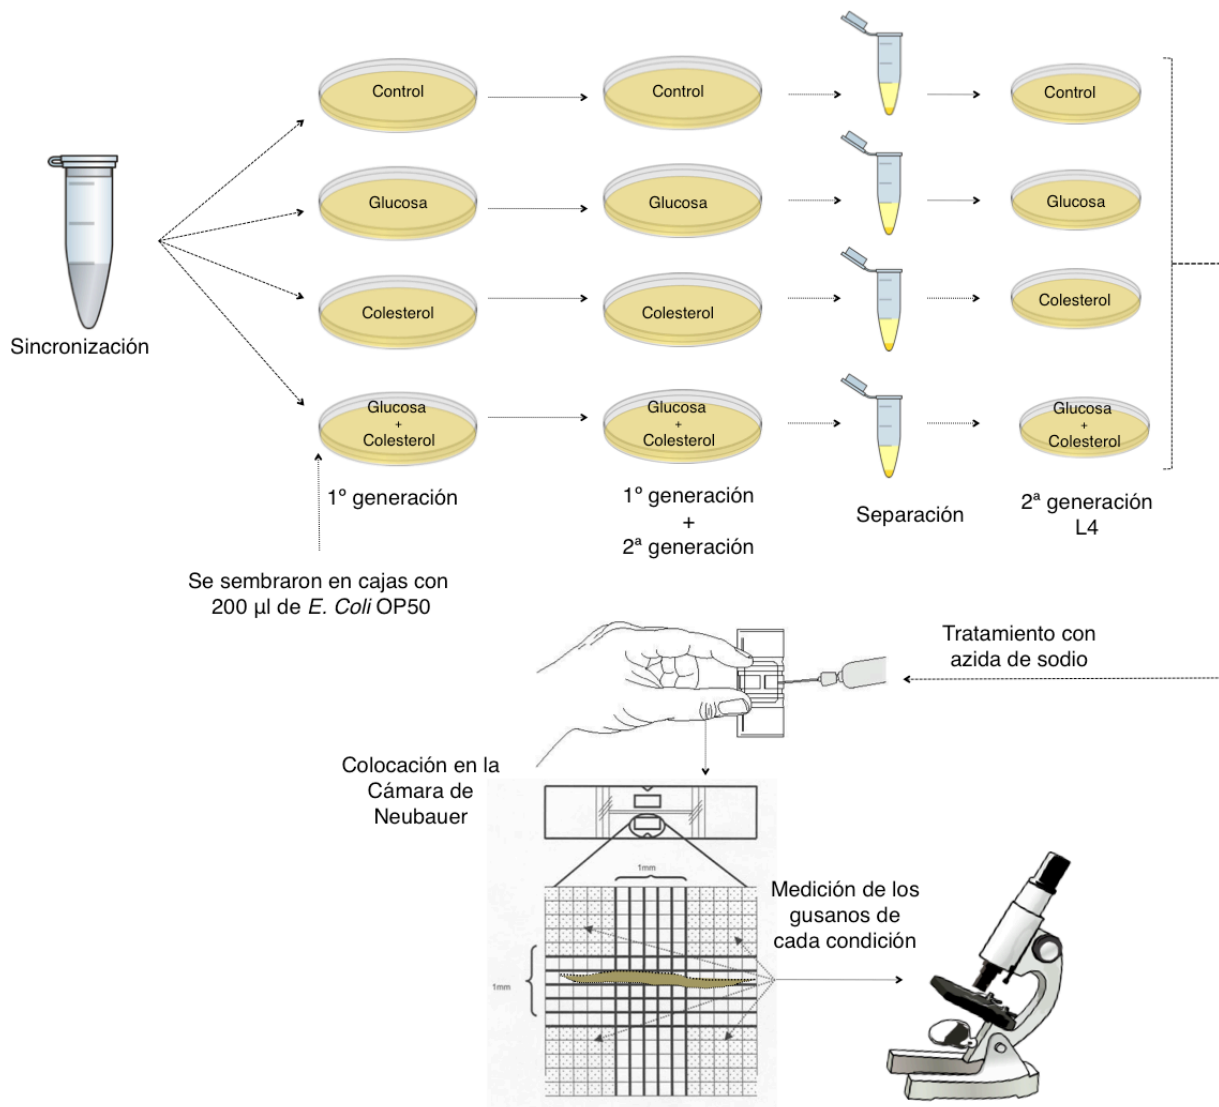 Control
Control
Control
Glucosa
Glucosa
Glucosa
Colesterol
Colesterol
Colesterol
Sincronización
Glucosa
+
Colesterol
Glucosa
+
Colesterol
Glucosa
+
Colesterol
1º generación
1º generación
+
2ª generación
Separación
2ª generación
L4
Se sembraron en cajas con
200 µl de E. Coli OP50
Tratamiento con
azida de sodio
Colocación en la
Cámara de
Neubauer
1mm
Medición de los
gusanos de
cada condición
1mm